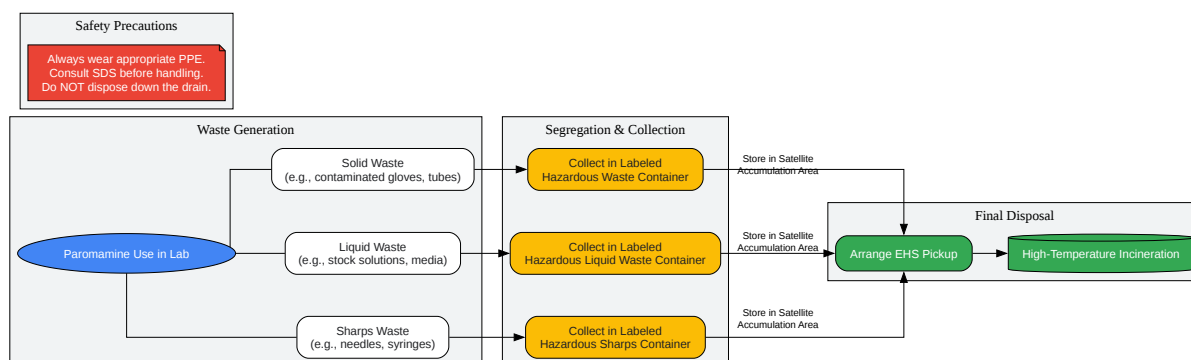 Safety Precautions
Always wear appropriate PPE.
Consult SDS before handling.
Do NOT dispose down the drain.
Waste Generation
Paromamine Use in Lab
Solid Waste
(e.g., contaminated gloves, tubes)
Liquid Waste
(e.g., stock solutions, media)
Sharps Waste
(e.g., needles, syringes)
Segregation & Collection
Collect in Labeled
Hazardous Waste Container
Collect in Labeled
Hazardous Liquid Waste Container
Collect in Labeled
Hazardous Sharps Container
Store in Satellite
Accumulation Area
Store in Satellite
Accumulation Area
Store in Satellite
Accumulation Area
Final Disposal
Arrange EHS Pickup
High-Temperature Incineration